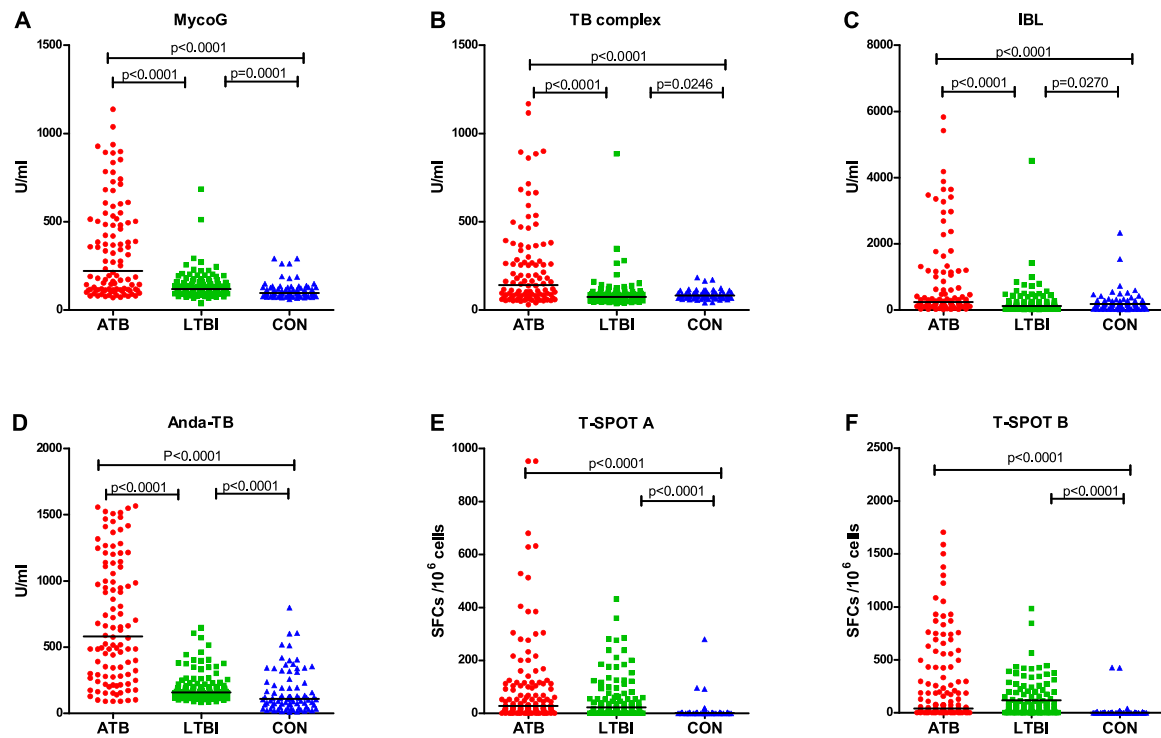 A
MycoG
1500
1000
500
0
U/ml
p<0.0001
p<0.0001
p=0.0001
ATB
LTBI
CON
B
TB complex
1500
1000
500
0
U/ml
p<0.0001
p<0.0001
p=0.0246
ATB
LTBI
CON
C
IBL
8000
6000
4000
2000
0
U/ml
p<0.0001
p<0.0001
p=0.0270
ATB
LTBI
CON
D
Anda-TB
2000
1500
1000
500
0
U/ml
P<0.0001
p<0.0001
p<0.0001
ATB
LTBI
CON
E
T-SPOT A
1000
800
600
400
200
0
SFCs /10⁶ cells
p<0.0001
p<0.0001
ATB
LTBI
CON
F
T-SPOT B
2500
2000
1500
1000
500
0
SFCs /10⁶ cells
p<0.0001
p<0.0001
ATB
LTBI
CON